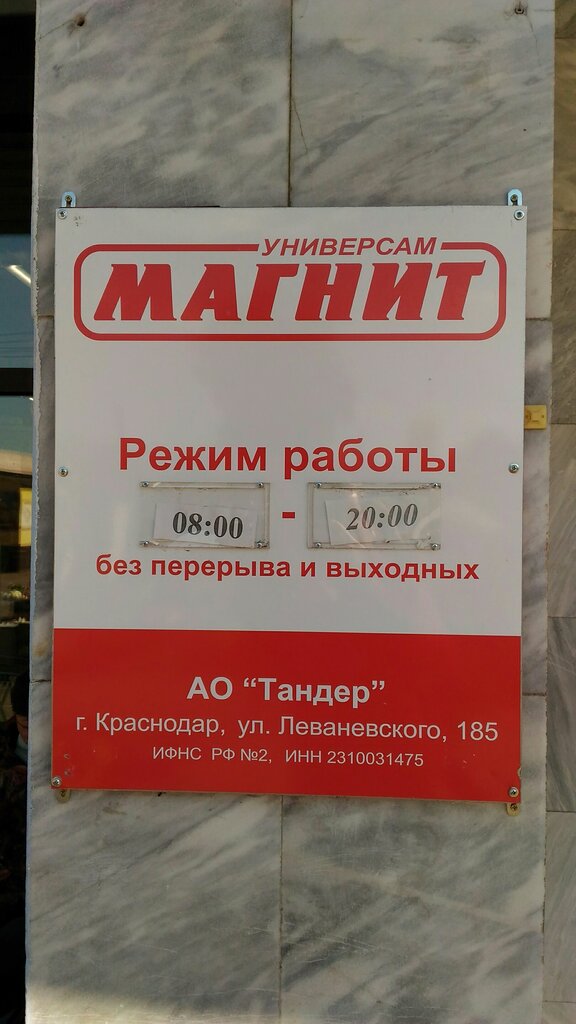 УНИВЕРСАМ
МАГНИТ
Режим работы
08:00 - 20:00
без перерыва и выходных
АО “Тандер”
г. Краснодар, ул. Леваневского, 185
ИФНС РФ №2, ИНН 2310031475